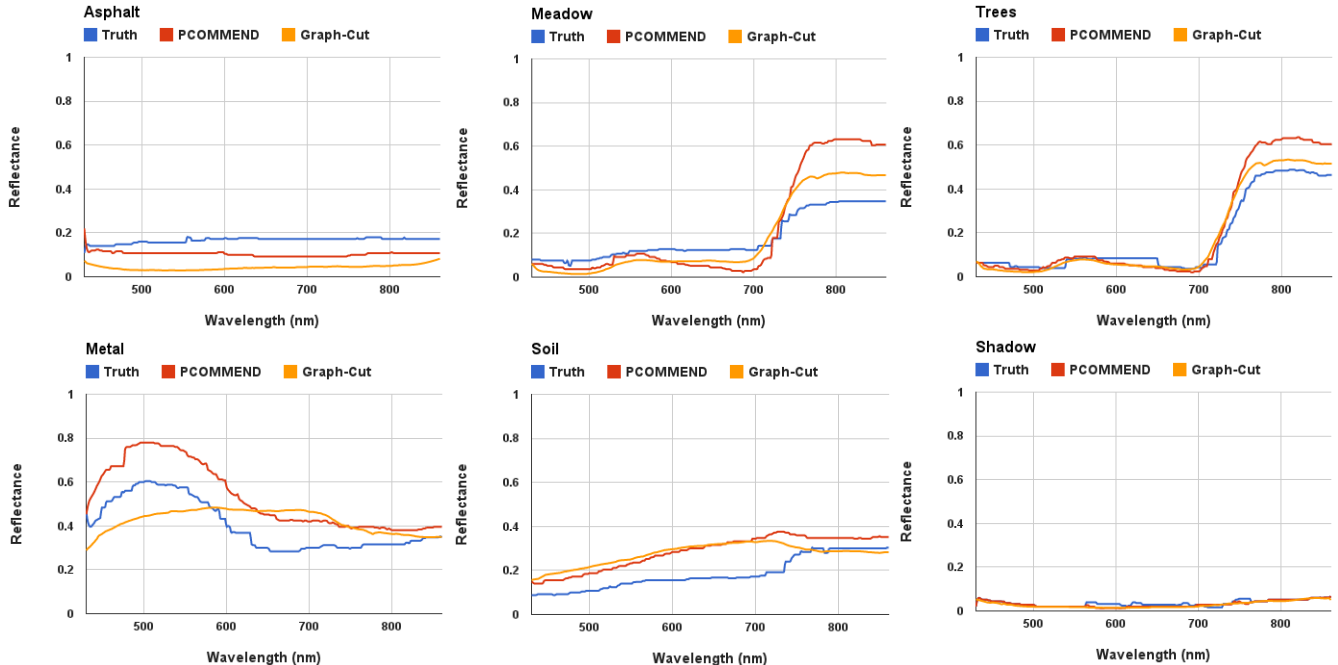 Asphalt
Truth PCOMMEND Graph-Cut
1
0.8
0.6
0.4
0.2
0
Reflectance
500 600 700 800
Wavelength (nm)
Meadow
Truth PCOMMEND Graph-Cut
1
0.8
0.6
0.4
0.2
0
Reflectance
500 600 700 800
Wavelength (nm)
Trees
Truth PCOMMEND Graph-Cut
1
0.8
0.6
0.4
0.2
0
Reflectance
500 600 700 800
Wavelength (nm)
Metal
Truth PCOMMEND Graph-Cut
1
0.8
0.6
0.4
0.2
0
Reflectance
500 600 700 800
Wavelength (nm)
Soil
Truth PCOMMEND Graph-Cut
1
0.8
0.6
0.4
0.2
0
Reflectance
500 600 700 800
Wavelength (nm)
Shadow
Truth PCOMMEND Graph-Cut
1
0.8
0.6
0.4
0.2
0
Reflectance
500 600 700 800
Wavelength (nm)